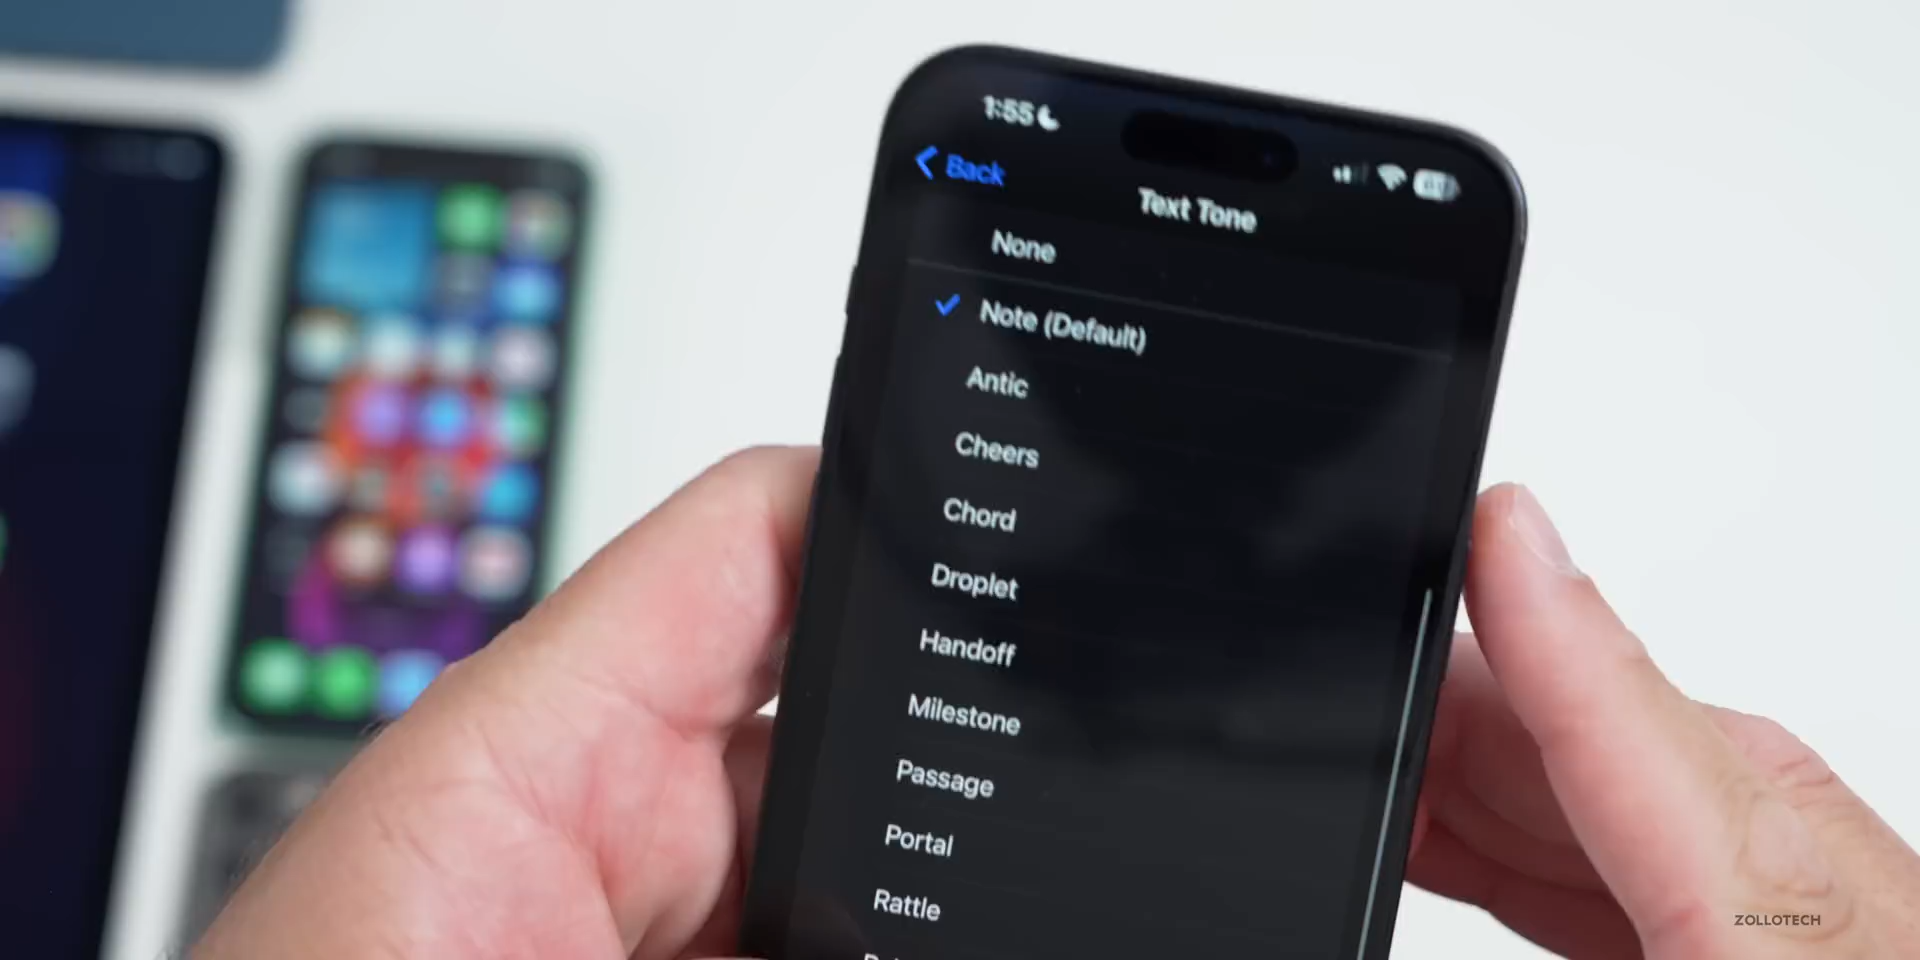 1:55
Back
Text Tone
None
Note (Default)
Antic
Cheers
Chord
Droplet
Handoff
Milestone
Passage
Portal
Rattle
ZOLLOTECH